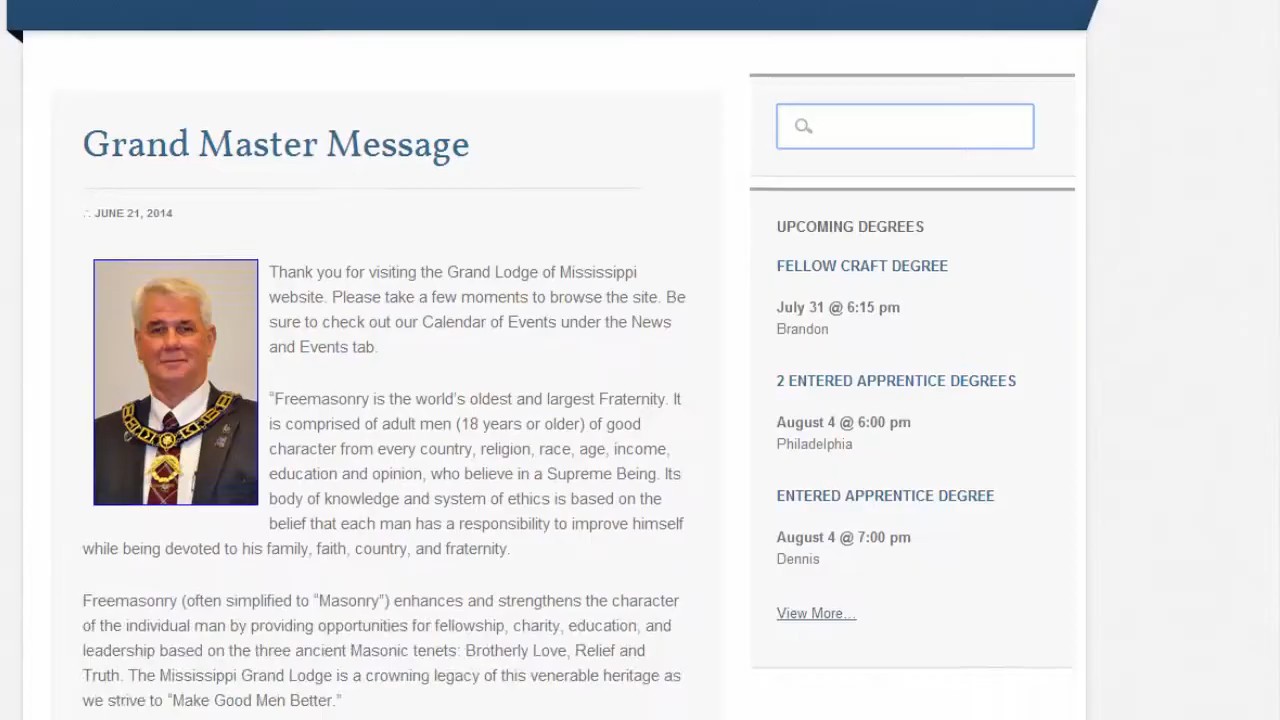 Grand Master Message
∴ JUNE 21, 2014
Thank you for visiting the Grand Lodge of Mississippi
website. Please take a few moments to browse the site. Be
sure to check out our Calendar of Events under the News
and Events tab.
“Freemasonry is the world’s oldest and largest Fraternity. It
is comprised of adult men (18 years or older) of good
character from every country, religion, race, age, income,
education and opinion, who believe in a Supreme Being. Its
body of knowledge and system of ethics is based on the
belief that each man has a responsibility to improve himself
while being devoted to his family, faith, country, and fraternity.
Freemasonry (often simplified to “Masonry”) enhances and strengthens the character
of the individual man by providing opportunities for fellowship, charity, education, and
leadership based on the three ancient Masonic tenets: Brotherly Love, Relief and
Truth. The Mississippi Grand Lodge is a crowning legacy of this venerable heritage as
we strive to “Make Good Men Better.”
UPCOMING DEGREES
FELLOW CRAFT DEGREE
July 31 @ 6:15 pm
Brandon
2 ENTERED APPRENTICE DEGREES
August 4 @ 6:00 pm
Philadelphia
ENTERED APPRENTICE DEGREE
August 4 @ 7:00 pm
Dennis
View More…